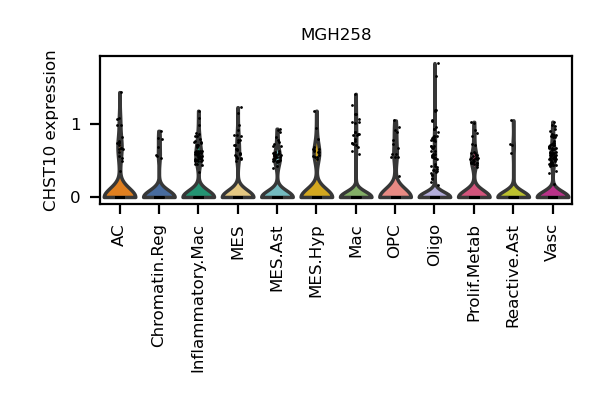 MGH258
CHST10 expression
1
0
AC
Chromatin.Reg
Inflammatory.Mac
MES
MES.Ast
MES.Hyp
Mac
OPC
Oligo
Prolif.Metab
Reactive.Ast
Vasc